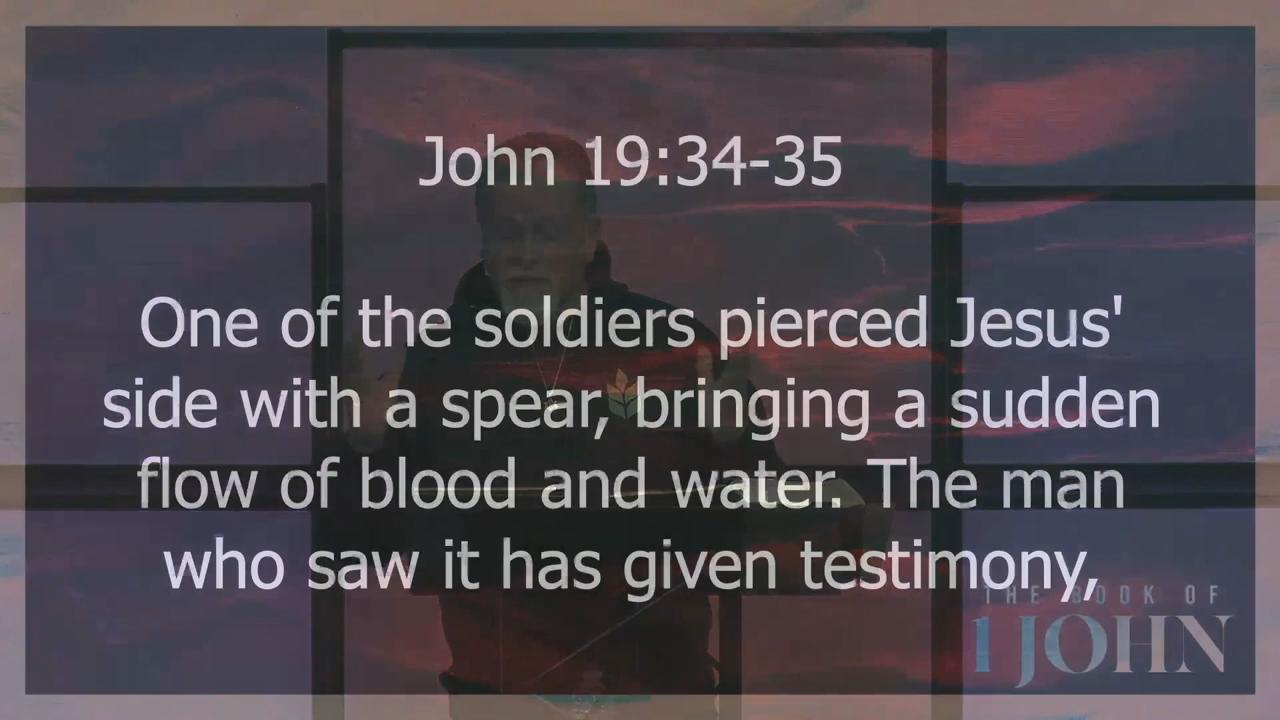 John 19:34-35
One of the soldiers pierced Jesus'
side with a spear, bringing a sudden
flow of blood and water. The man
who saw it has given testimony,
THE BOOK OF
1 JOHN